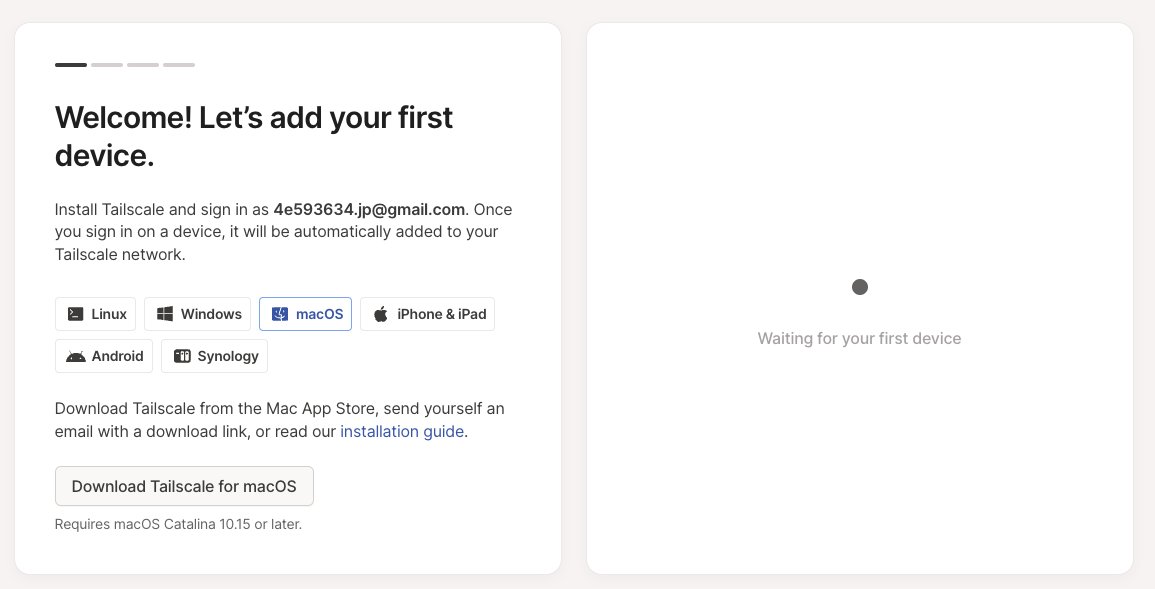 Welcome! Let’s add your first
device.
Install Tailscale and sign in as 4e593634.jp@gmail.com. Once
you sign in on a device, it will be automatically added to your
Tailscale network.
Linux Windows macOS iPhone & iPad
Android Synology
Download Tailscale from the Mac App Store, send yourself an
email with a download link, or read our installation guide.
Download Tailscale for macOS
Requires macOS Catalina 10.15 or later.
Waiting for your first device